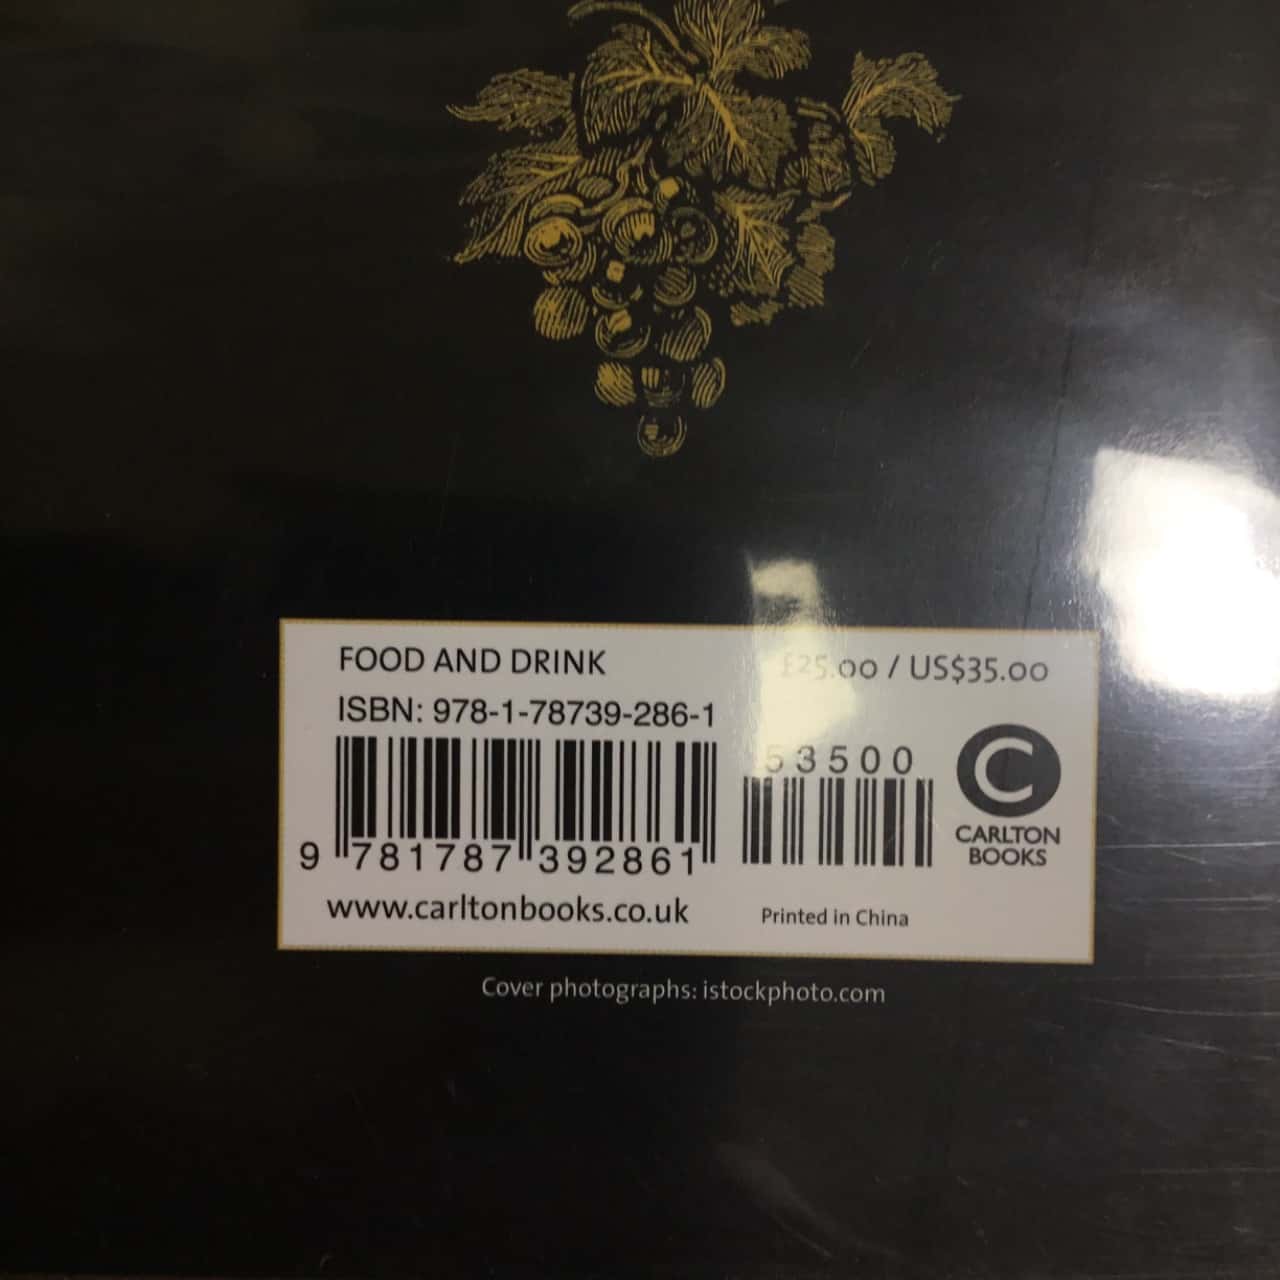 FOOD AND DRINK
£25.00 / US$35.00
ISBN: 978-1-78739-286-1
53500
9 781787 392861
C
CARLTON
BOOKS
www.carltonbooks.co.uk
Printed in China
Cover photographs: istockphoto.com